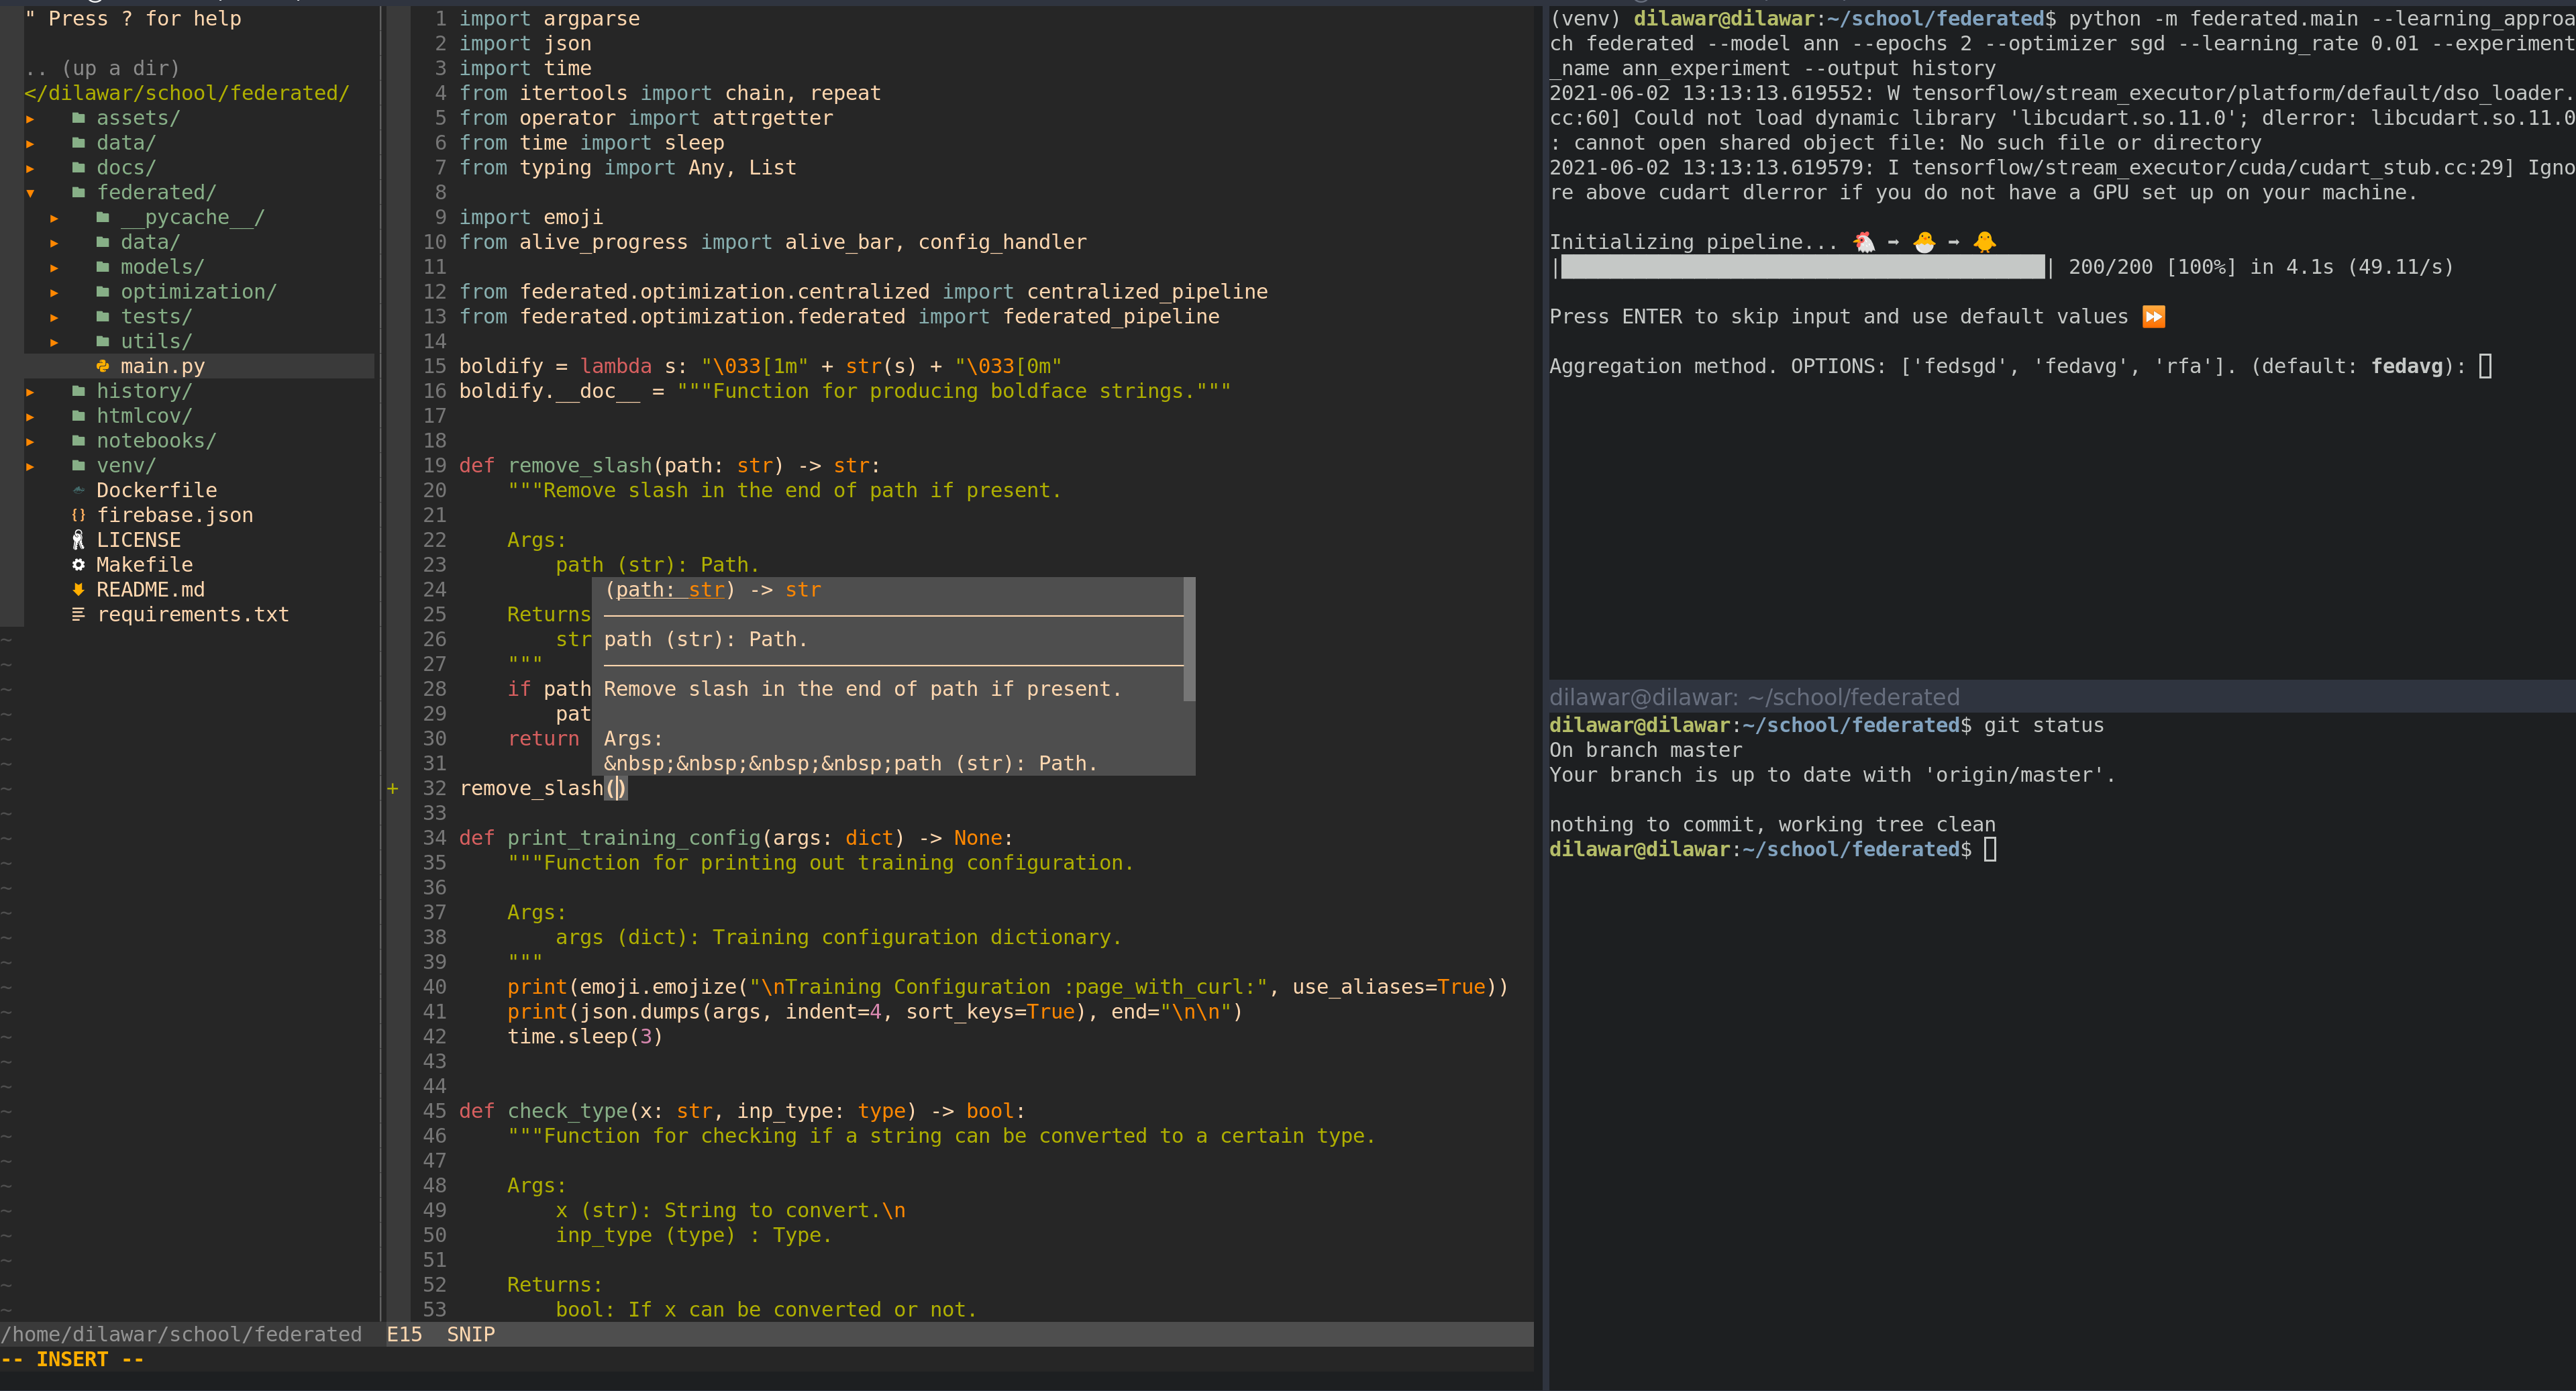 " Press ? for help
.. (up a dir)
</dilawar/school/federated/
assets/
data/
docs/
federated/
__pycache__/
data/
models/
optimization/
tests/
utils/
main.py
history/
htmlcov/
notebooks/
venv/
Dockerfile
firebase.json
LICENSE
Makefile
README.md
requirements.txt
/home/dilawar/school/federated
-- INSERT --
1 import argparse
2 import json
3 import time
4 from itertools import chain, repeat
5 from operator import attrgetter
6 from time import sleep
7 from typing import Any, List
8
9 import emoji
10 from alive_progress import alive_bar, config_handler
11
12 from federated.optimization.centralized import centralized_pipeline
13 from federated.optimization.federated import federated_pipeline
14
15 boldify = lambda s: "\033[1m" + str(s) + "\033[0m"
16 boldify.__doc__ = """Function for producing boldface strings."""
17
18
19 def remove_slash(path: str) -> str:
20     """Remove slash in the end of path if present.
21
22     Args:
23         path (str): Path.
24
25     Returns
26         str
27     """
28     if path
29         pat
30     return
31
+ 32 remove_slash()
33
34 def print_training_config(args: dict) -> None:
35     """Function for printing out training configuration.
36
37     Args:
38         args (dict): Training configuration dictionary.
39     """
40     print(emoji.emojize("\nTraining Configuration :page_with_curl:", use_aliases=True))
41     print(json.dumps(args, indent=4, sort_keys=True), end="\n\n")
42     time.sleep(3)
43
44
45 def check_type(x: str, inp_type: type) -> bool:
46     """Function for checking if a string can be converted to a certain type.
47
48     Args:
49         x (str): String to convert.\n
50         inp_type (type) : Type.
51
52     Returns:
53         bool: If x can be converted or not.
E15  SNIP
(path: str) -> str
path (str): Path.
Remove slash in the end of path if present.
Args:
&nbsp;&nbsp;&nbsp;&nbsp;path (str): Path.
(venv) dilawar@dilawar:~/school/federated$ python -m federated.main --learning_approa
ch federated --model ann --epochs 2 --optimizer sgd --learning_rate 0.01 --experiment
_name ann_experiment --output history
2021-06-02 13:13:13.619552: W tensorflow/stream_executor/platform/default/dso_loader.
cc:60] Could not load dynamic library 'libcudart.so.11.0'; dlerror: libcudart.so.11.0
: cannot open shared object file: No such file or directory
2021-06-02 13:13:13.619579: I tensorflow/stream_executor/cuda/cudart_stub.cc:29] Igno
re above cudart dlerror if you do not have a GPU set up on your machine.
Initializing pipeline... 🐔 ➡ 🐣 ➡ 🐥
| | 200/200 [100%] in 4.1s (49.11/s)
Press ENTER to skip input and use default values ⏩
Aggregation method. OPTIONS: ['fedsgd', 'fedavg', 'rfa']. (default: fedavg):
dilawar@dilawar: ~/school/federated
dilawar@dilawar:~/school/federated$ git status
On branch master
Your branch is up to date with 'origin/master'.
nothing to commit, working tree clean
dilawar@dilawar:~/school/federated$